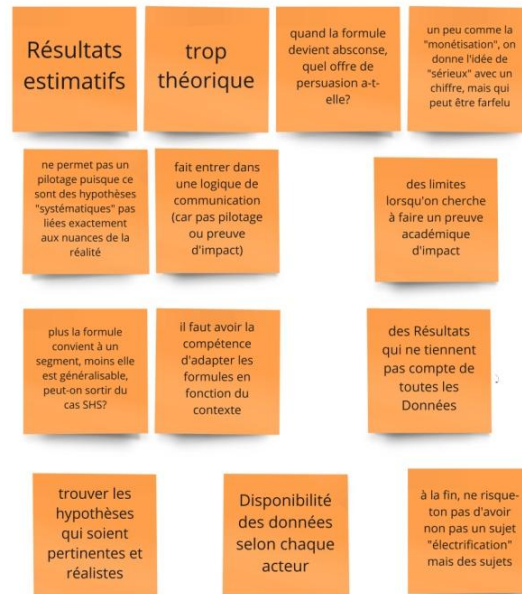 Résultats
estimatifs
trop
théorique
quand la formule
devient absconse,
quel offre de
persuasion a-t-
elle?
un peu comme la
"monétisation", on
donne l'idée de
"sérieux" avec un
chiffre, mais qui
peut être farfelu
ne permet pas un
pilotage puisque ce
sont des hypothèses
"systématiques" pas
liées exactement
aux nuances de la
réalité
fait entrer dans
une logique de
communication
(car pas pilotage
ou preuve
d'impact)
des limites
lorsqu'on cherche
à faire un preuve
académique
d'impact
plus la formule
convient à un
segment, moins elle
est généralisable,
peut-on sortir du
cas SHS?
il faut avoir la
compétence
d'adapter les
formules en
fonction du
contexte
des Résultats
qui ne tiennent
pas compte de
toutes les
Données
trouver les
hypothèses
qui soient
pertinentes et
réalistes
Disponibilité
des données
selon chaque
acteur
à la fin, ne risque-
ton pas d'avoir
non pas un sujet
"électrification"
mais des sujets